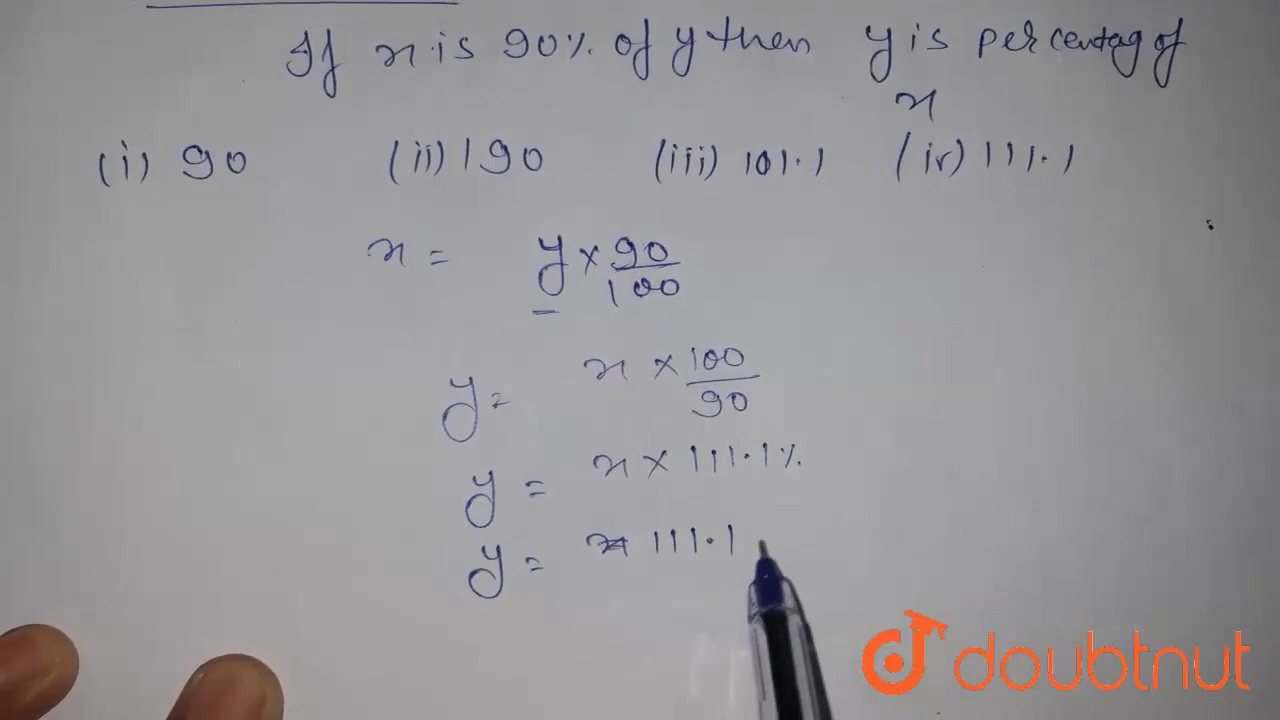 If x is 90% of y then y is percentag of
x
(i) 90 (ii) 190 (iii) 101.1 (iv) 111.1
x = y × 90/100
y = x × 100/90
y = x × 111.1%
y = 111.1
doubtnut